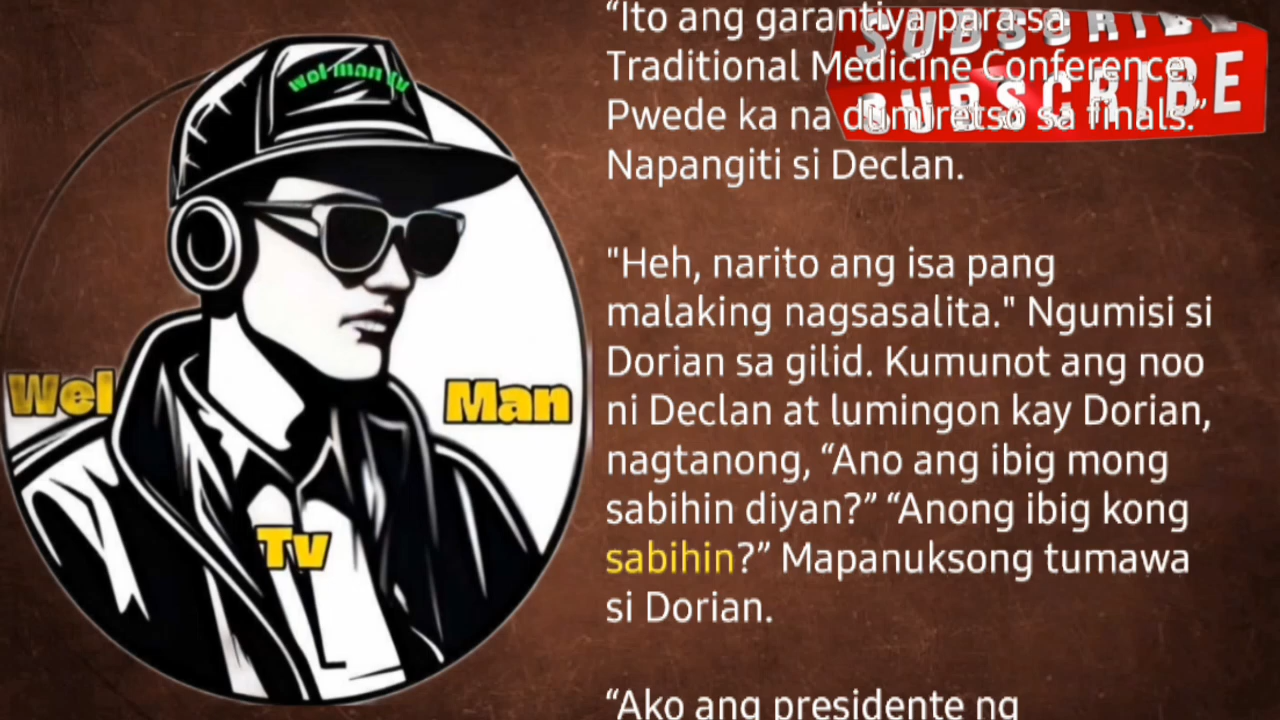 wel man tv
Wel
Man
Tv
SUBSCRIBE
SUBSCRIBE
“Ito ang garantiya para sa
Traditional Medicine Conference.
Pwede ka na dumiretso sa finals.”
Napangiti si Declan.
"Heh, narito ang isa pang
malaking nagsasalita." Ngumisi si
Dorian sa gilid. Kumunot ang noo
ni Declan at lumingon kay Dorian,
nagtanong, “Ano ang ibig mong
sabihin diyan?” “Anong ibig kong
sabihin?” Mapanuksong tumawa
si Dorian.
“Ako ang presidente ng